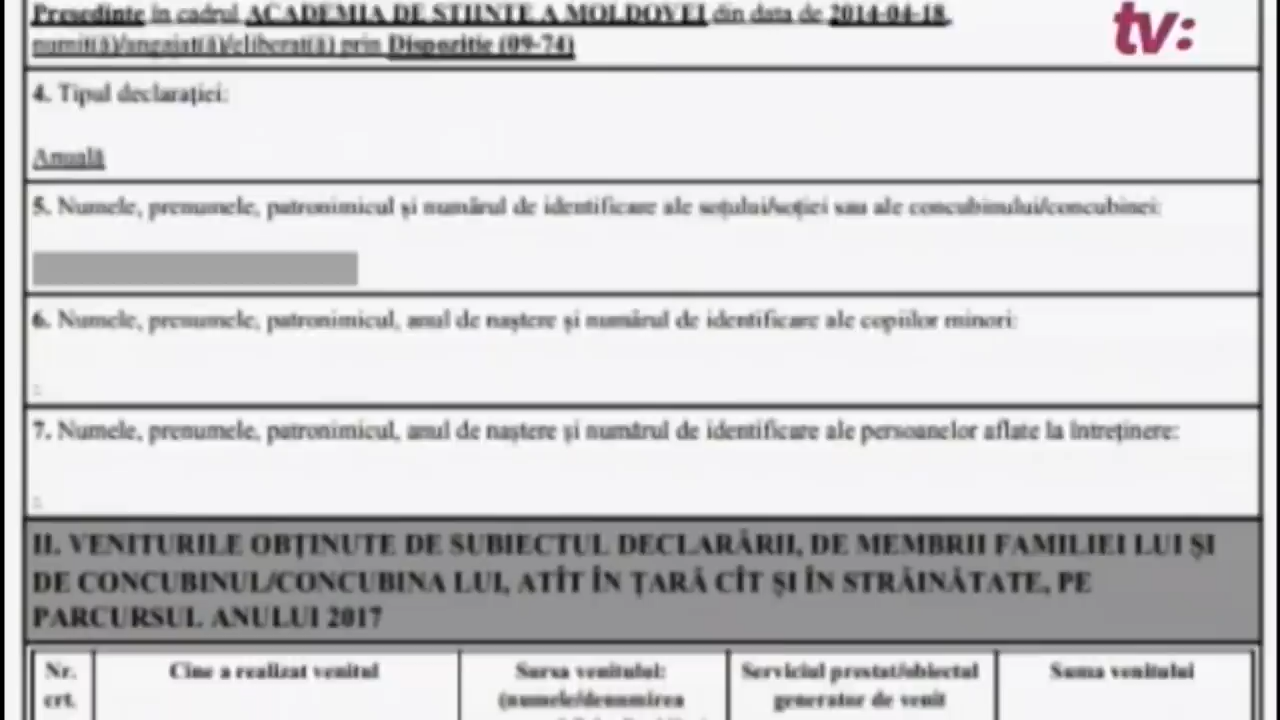 Președinte în cadrul ACADEMIA DE ȘTIINȚE A MOLDOVEI din data de 2014-04-18,
numit(ă)/angajat(ă)/eliberat(ă) prin Dispoziție (09-74)
tv:
4. Tipul declarației:
Anuală
5. Numele, prenumele, patronimicul și numărul de identificare ale soțului/soției sau ale concubinului/concubinei:
6. Numele, prenumele, patronimicul, anul de naștere și numărul de identificare ale copiilor minori:
7. Numele, prenumele, patronimicul, anul de naștere și numărul de identificare ale persoanelor aflate la întreținere:
II. VENITURILE OBȚINUTE DE SUBIECTUL DECLARĂRII, DE MEMBRII FAMILIEI LUI ȘI
DE CONCUBINUL/CONCUBINA LUI, ATÎT ÎN ȚARĂ CÎT ȘI ÎN STRĂINĂTATE, PE
PARCURSUL ANULUI 2017
Nr.
crt.
Cine a realizat venitul
Sursa venitului:
(numele/denumirea
Serviciul prestat/obiectul
generator de venit
Suma venitului